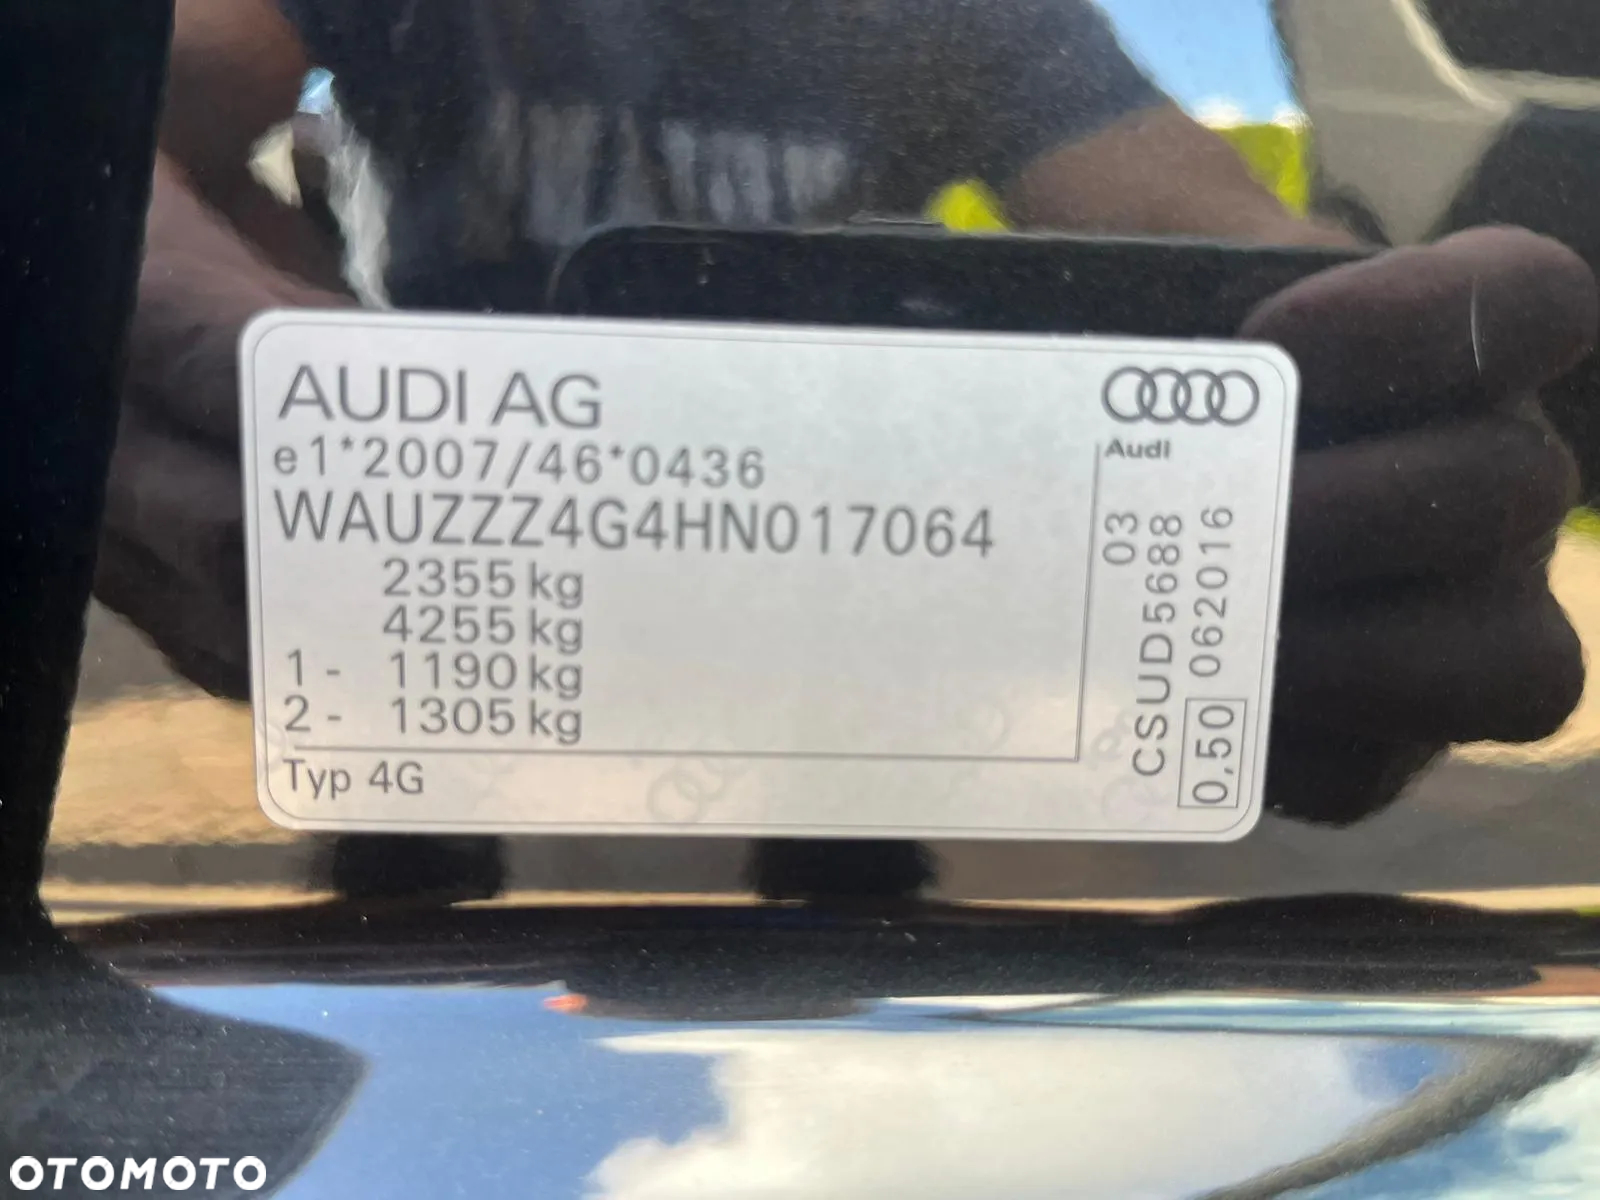 AUDI AG
e1*2007/46*0436
WAUZZZ4G4HN017064
2355 kg
4255 kg
1 - 1190 kg
2 - 1305 kg
Typ 4G
Audi
03
CSUD5688
0,50 062016
OTOMOTO